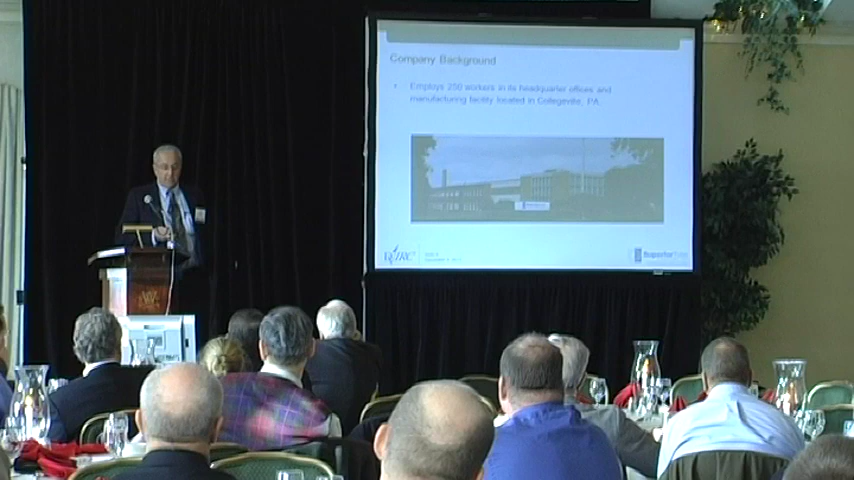 Company Background
• Employs 250 workers in its headquarter offices and
manufacturing facility located in Collegeville, PA.